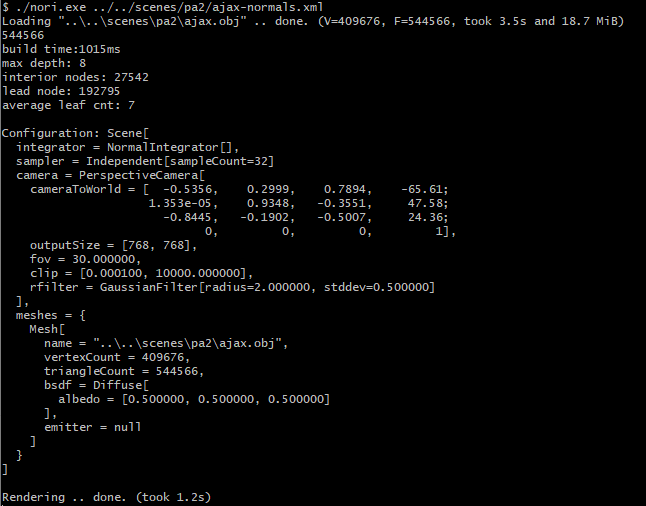 $ ./nori.exe ../../scenes/pa2/ajax-normals.xml
Loading "..\..\scenes\pa2\ajax.obj" .. done. (V=409676, F=544566, took 3.5s and 18.7 MiB)
544566
build time:1015ms
max depth: 8
interior nodes: 27542
lead node: 192795
average leaf cnt: 7
Configuration: Scene[
  integrator = NormalIntegrator[],
  sampler = Independent[sampleCount=32]
  camera = PerspectiveCamera[
    cameraToWorld = [  -0.5356,   0.2999,   0.7894,   -65.61;
                     1.353e-05,   0.9348,  -0.3551,    47.58;
                       -0.8445,  -0.1902,  -0.5007,    24.36;
                             0,        0,        0,        1],
    outputSize = [768, 768],
    fov = 30.000000,
    clip = [0.000100, 10000.000000],
    rfilter = GaussianFilter[radius=2.000000, stddev=0.500000]
  ],
  meshes = {
    Mesh[
      name = "..\..\scenes\pa2\ajax.obj",
      vertexCount = 409676,
      triangleCount = 544566,
      bsdf = Diffuse[
        albedo = [0.500000, 0.500000, 0.500000]
      ],
      emitter = null
    ]
  }
]
Rendering .. done. (took 1.2s)